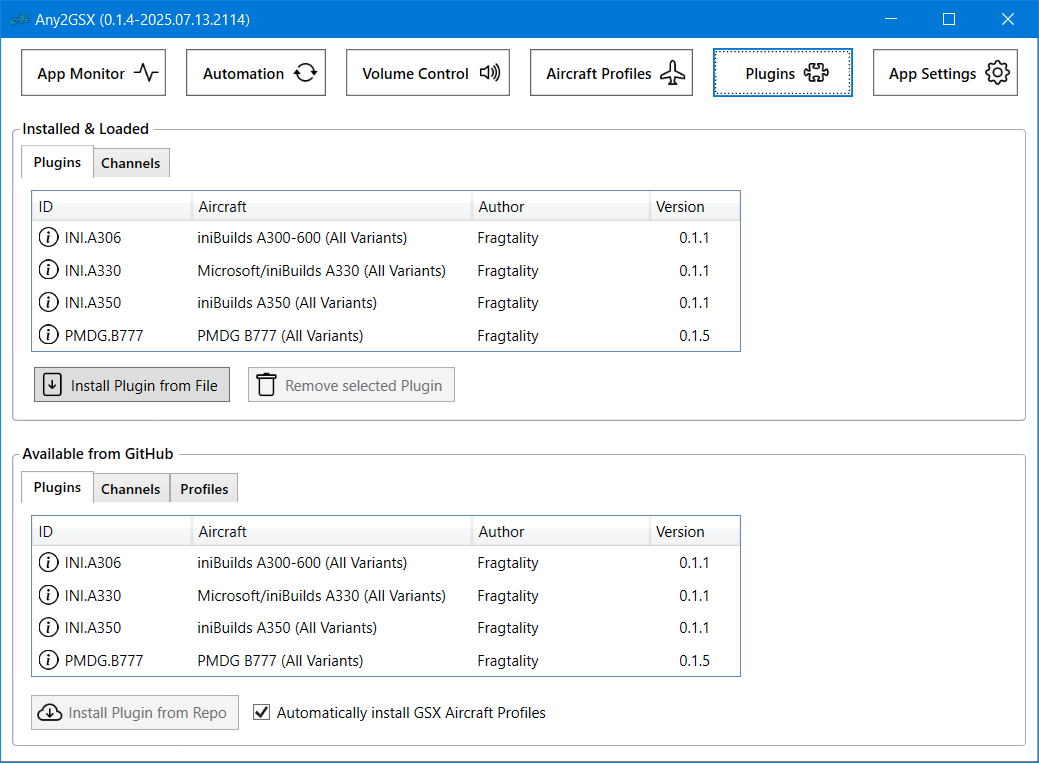 Any2GSX (0.1.4-2025.07.13.2114)
App Monitor Automation Volume Control Aircraft Profiles Plugins App Settings
Installed & Loaded
Plugins Channels
ID Aircraft Author Version
INI.A306 iniBuilds A300-600 (All Variants) Fragtality 0.1.1
INI.A330 Microsoft/iniBuilds A330 (All Variants) Fragtality 0.1.1
INI.A350 iniBuilds A350 (All Variants) Fragtality 0.1.1
PMDG.B777 PMDG B777 (All Variants) Fragtality 0.1.5
Install Plugin from File Remove selected Plugin
Available from GitHub
Plugins Channels Profiles
ID Aircraft Author Version
INI.A306 iniBuilds A300-600 (All Variants) Fragtality 0.1.1
INI.A330 Microsoft/iniBuilds A330 (All Variants) Fragtality 0.1.1
INI.A350 iniBuilds A350 (All Variants) Fragtality 0.1.1
PMDG.B777 PMDG B777 (All Variants) Fragtality 0.1.5
Install Plugin from Repo Automatically install GSX Aircraft Profiles